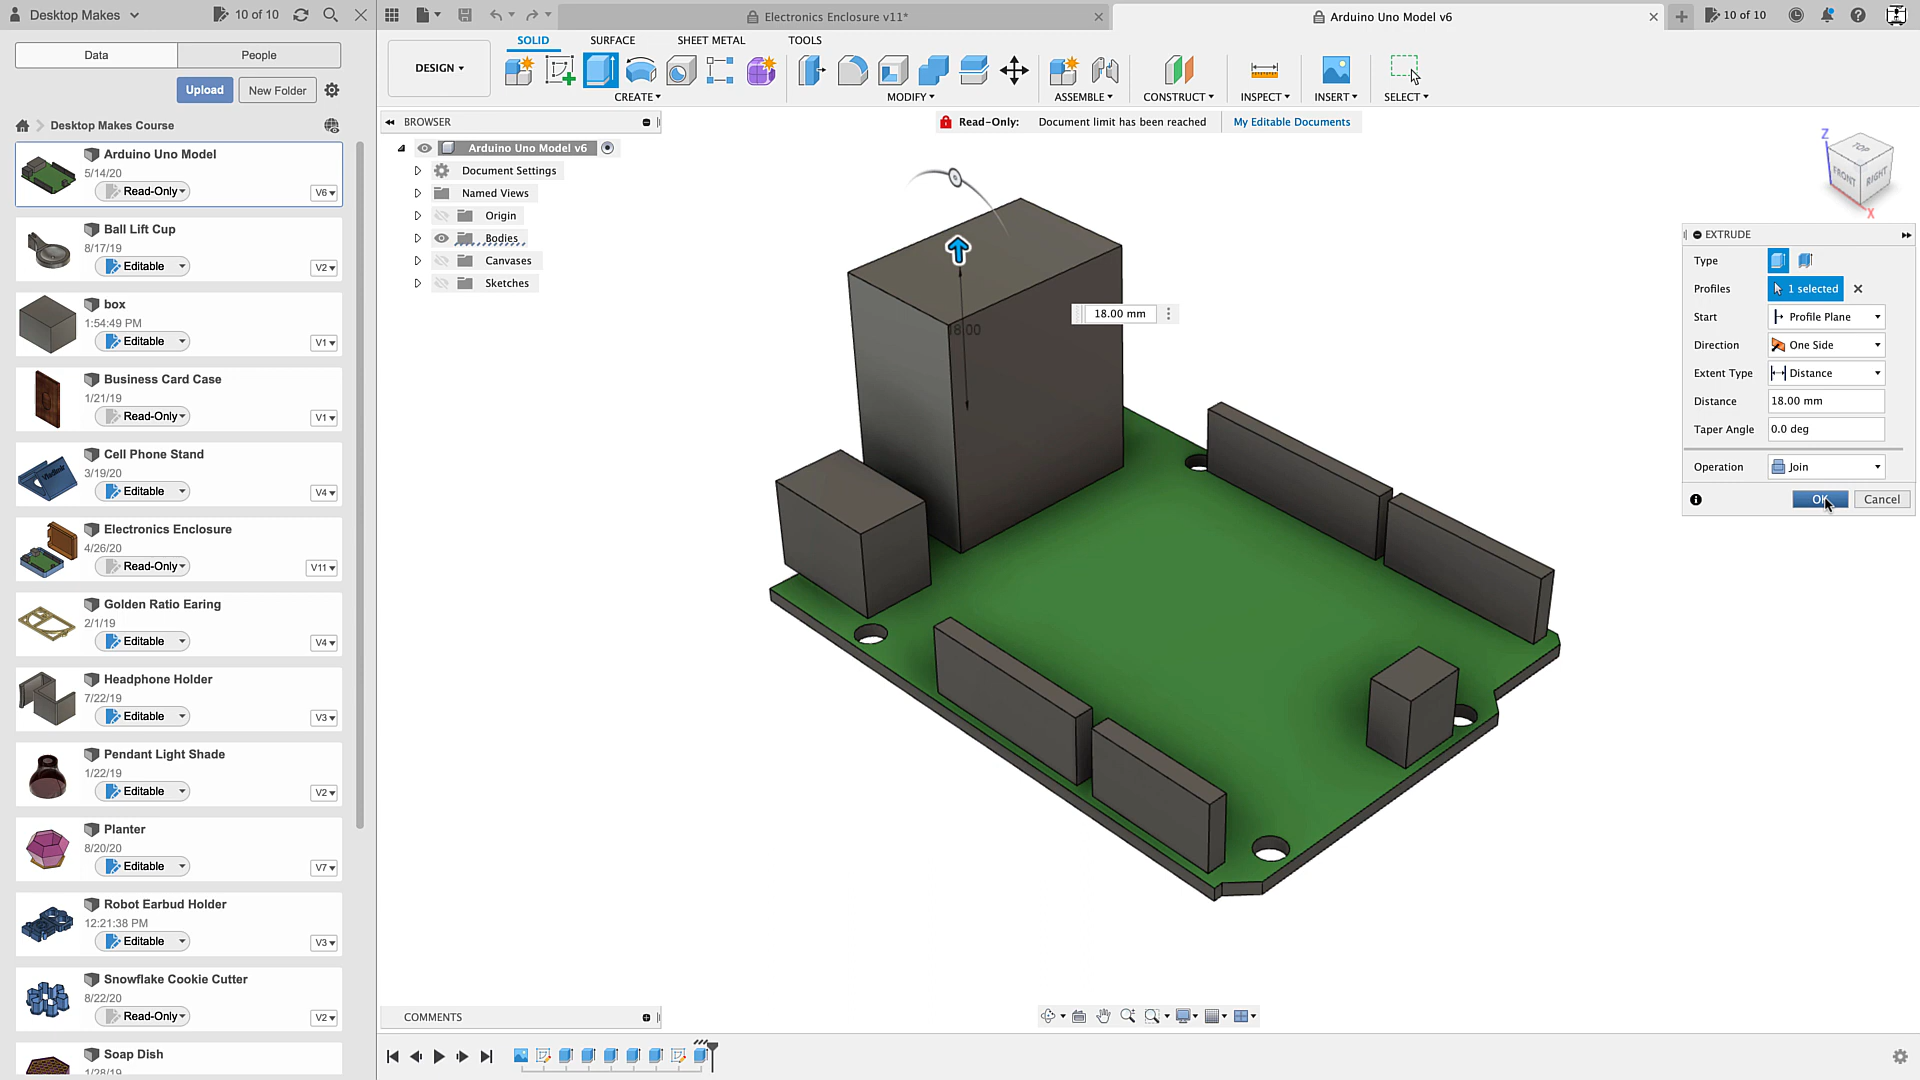 Desktop Makes
10 of 10
Electronics Enclosure v11*
Arduino Uno Model v6
10 of 10
Data
People
Upload
New Folder
Desktop Makes Course
Arduino Uno Model
5/14/20
Read-Only
V6
Ball Lift Cup
8/17/19
Editable
V2
box
1:54:49 PM
Editable
V1
Business Card Case
1/21/19
Read-Only
V1
Cell Phone Stand
3/19/20
Editable
V4
Electronics Enclosure
4/26/20
Read-Only
V11
Golden Ratio Earing
2/1/19
Editable
V4
Headphone Holder
7/22/19
Editable
V3
Pendant Light Shade
1/22/19
Editable
V2
Planter
8/20/20
Editable
V7
Robot Earbud Holder
12:21:38 PM
Editable
V3
Snowflake Cookie Cutter
8/22/20
Read-Only
V2
Soap Dish
1/28/19
DESIGN
SOLID
SURFACE
SHEET METAL
TOOLS
CREATE
MODIFY
ASSEMBLE
CONSTRUCT
INSPECT
INSERT
SELECT
BROWSER
Read-Only: Document limit has been reached
My Editable Documents
Arduino Uno Model v6
Document Settings
Named Views
Origin
Bodies
Canvases
Sketches
18.00
18.00 mm
Z
TOP
FRONT
RIGHT
X
EXTRUDE
Type
Profiles
1 selected
Start
Profile Plane
Direction
One Side
Extent Type
Distance
Distance
18.00 mm
Taper Angle
0.0 deg
Operation
Join
OK
Cancel
COMMENTS